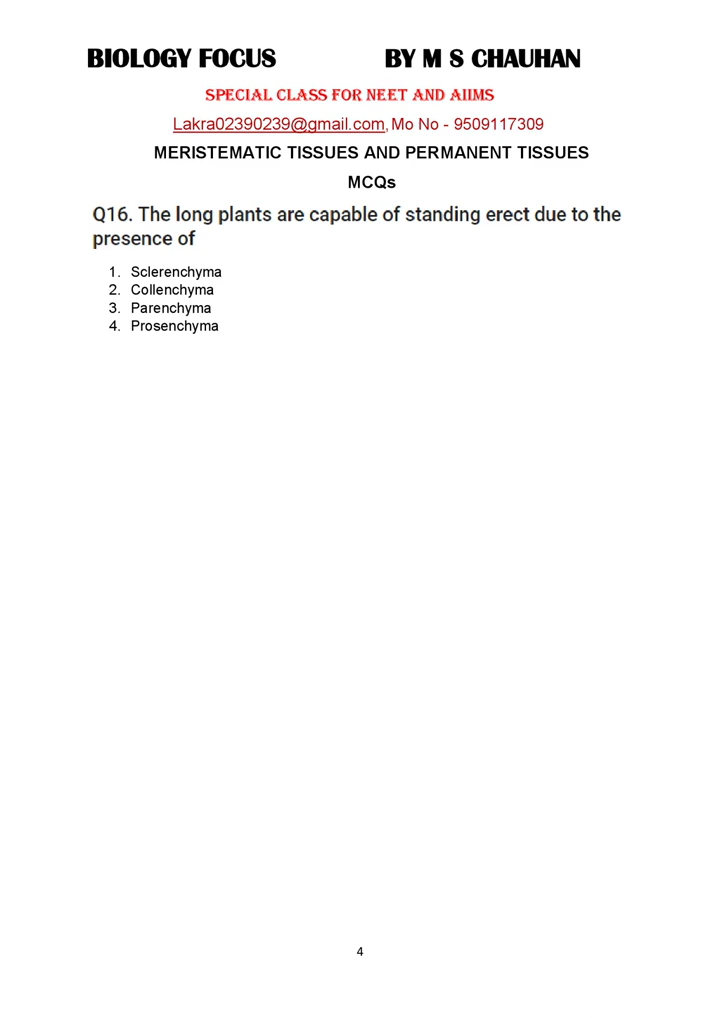 BIOLOGY FOCUS BY M S CHAUHAN
SPECIAL CLASS FOR NEET AND AIIMS
Lakra02390239@gmail.com, Mo No - 9509117309
MERISTEMATIC TISSUES AND PERMANENT TISSUES
MCQs
Q16. The long plants are capable of standing erect due to the
presence of
1. Sclerenchyma
2. Collenchyma
3. Parenchyma
4. Prosenchyma
4